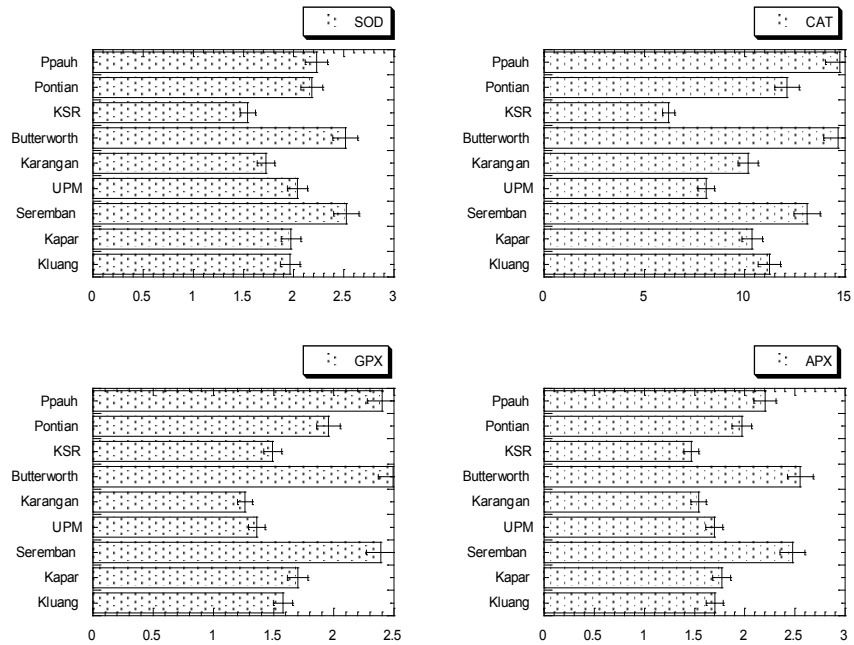 SOD
Ppauh
Pontian
KSR
Butterworth
Karangan
UPM
Seremban
Kapar
Kluang
0 0.5 1 1.5 2 2.5 3
CAT
Ppauh
Pontian
KSR
Butterworth
Karangan
UPM
Seremban
Kapar
Kluang
0 5 10 15
GPX
Ppauh
Pontian
KSR
Butterworth
Karangan
UPM
Seremban
Kapar
Kluang
0 0.5 1 1.5 2 2.5
APX
Ppauh
Pontian
KSR
Butterworth
Karangan
UPM
Seremban
Kapar
Kluang
0 0.5 1 1.5 2 2.5 3